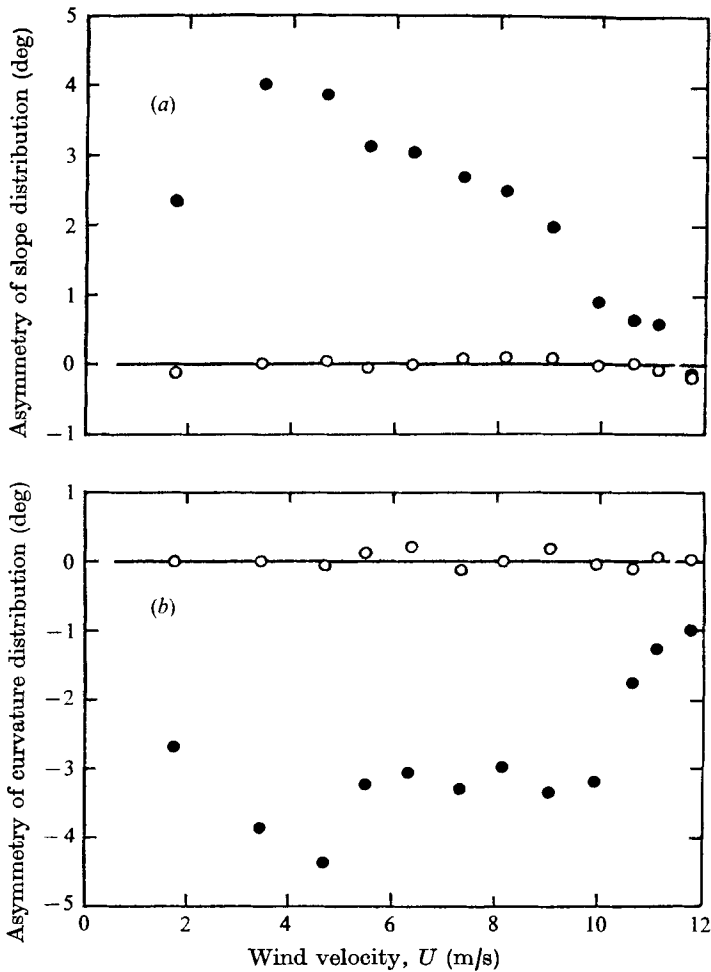 5
4
3
2
1
0
−1
Asymmetry of slope distribution (deg)
(a)
1
0
−1
−2
−3
−4
−5
Asymmetry of curvature distribution (deg)
(b)
0 2 4 6 8 10 12
Wind velocity, U (m/s)